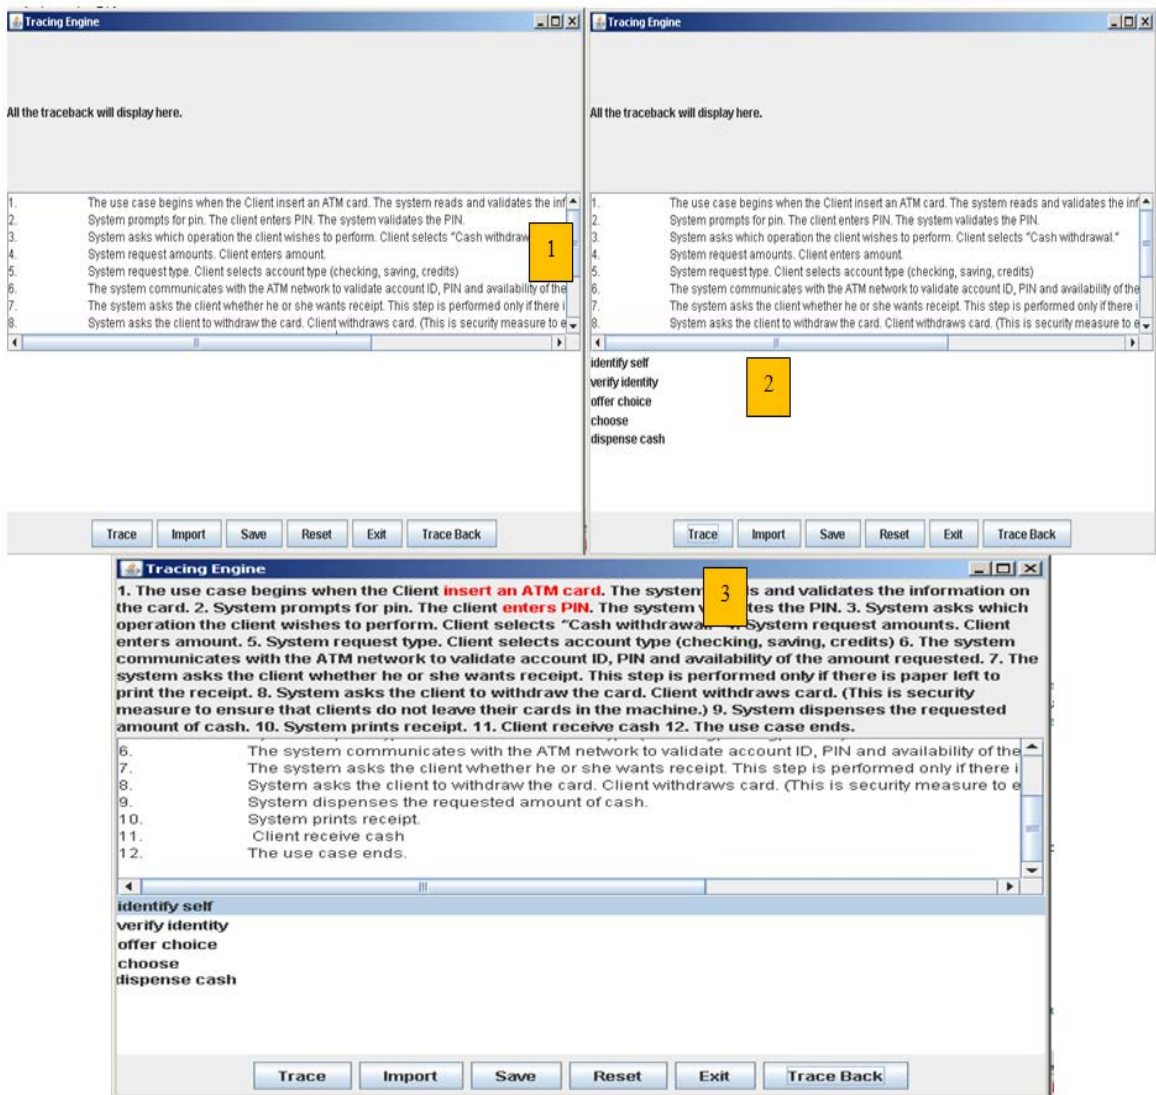 Tracing Engine
All the traceback will display here.
1. The use case begins when the Client insert an ATM card. The system reads and validates the inf
2. System prompts for pin. The client enters PIN. The system validates the PIN.
3. System asks which operation the client wishes to perform. Client selects "Cash withdraw
4. System request amounts. Client enters amount.
5. System request type. Client selects account type (checking, saving, credits)
6. The system communicates with the ATM network to validate account ID, PIN and availability of the
7. The system asks the client whether he or she wants receipt. This step is performed only if there i
8. System asks the client to withdraw the card. Client withdraws card. (This is security measure to e
1
Trace Import Save Reset Exit Trace Back
Tracing Engine
All the traceback will display here.
1. The use case begins when the Client insert an ATM card. The system reads and validates the inf
2. System prompts for pin. The client enters PIN. The system validates the PIN.
3. System asks which operation the client wishes to perform. Client selects "Cash withdrawal."
4. System request amounts. Client enters amount.
5. System request type. Client selects account type (checking, saving, credits)
6. The system communicates with the ATM network to validate account ID, PIN and availability of the
7. The system asks the client whether he or she wants receipt. This step is performed only if there i
8. System asks the client to withdraw the card. Client withdraws card. (This is security measure to e
identify self
verify identity
offer choice
choose
dispense cash
2
Trace Import Save Reset Exit Trace Back
Tracing Engine
3
1. The use case begins when the Client insert an ATM card. The system s and validates the information on
the card. 2. System prompts for pin. The client enters PIN. The system v tes the PIN. 3. System asks which
operation the client wishes to perform. Client selects "Cash withdrawal System request amounts. Client
enters amount. 5. System request type. Client selects account type (checking, saving, credits) 6. The system
communicates with the ATM network to validate account ID, PIN and availability of the amount requested. 7. The
system asks the client whether he or she wants receipt. This step is performed only if there is paper left to
print the receipt. 8. System asks the client to withdraw the card. Client withdraws card. (This is security
measure to ensure that clients do not leave their cards in the machine.) 9. System dispenses the requested
amount of cash. 10. System prints receipt. 11. Client receive cash 12. The use case ends.
6. The system communicates with the ATM network to validate account ID, PIN and availability of the
7. The system asks the client whether he or she wants receipt. This step is performed only if there i
8. System asks the client to withdraw the card. Client withdraws card. (This is security measure to e
9. System dispenses the requested amount of cash.
10. System prints receipt.
11. Client receive cash
12. The use case ends.
identify self
verify identity
offer choice
choose
dispense cash
Trace Import Save Reset Exit Trace Back